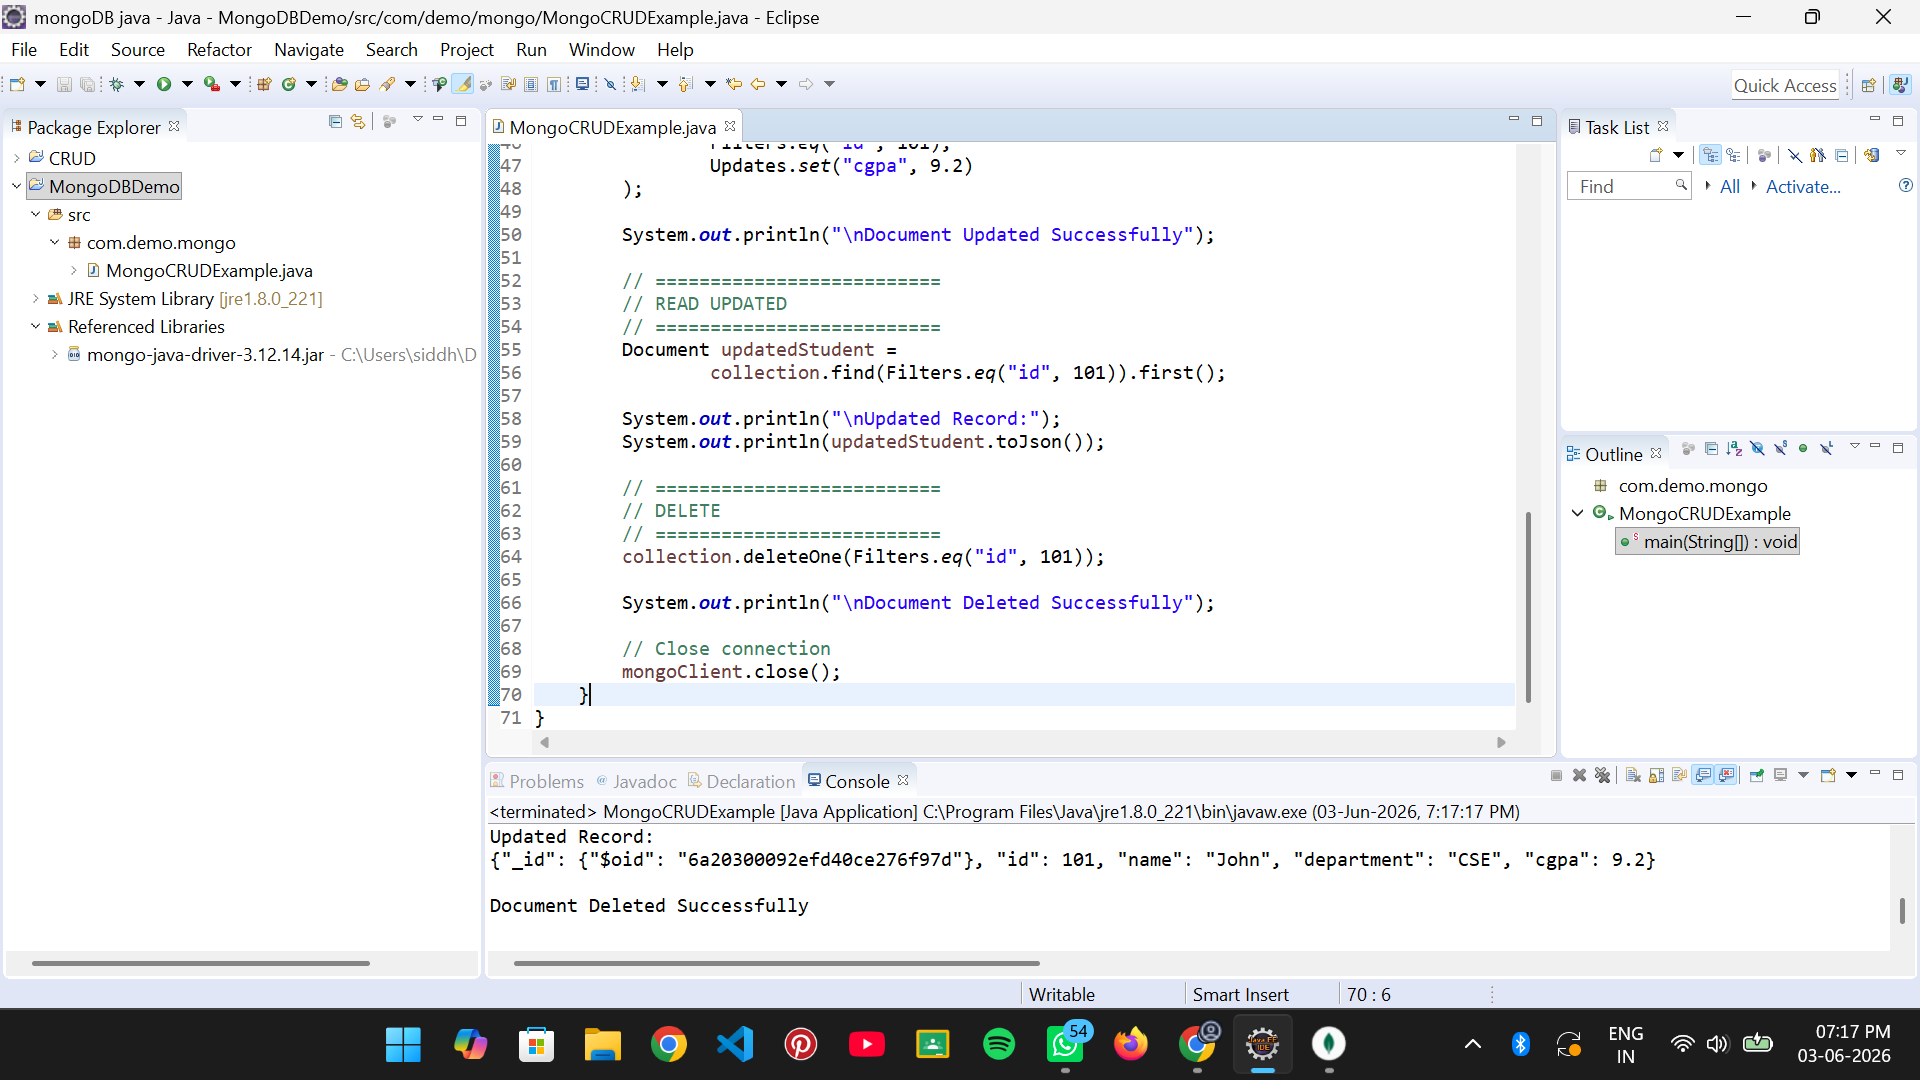 mongoDB java - Java - MongoDBDemo/src/com/demo/mongo/MongoCRUDExample.java - Eclipse
File Edit Source Refactor Navigate Search Project Run Window Help
Quick Access
Package Explorer
CRUD
MongoDBDemo
src
com.demo.mongo
MongoCRUDExample.java
JRE System Library [jre1.8.0_221]
Referenced Libraries
mongo-java-driver-3.12.14.jar - C:\Users\siddh\D
MongoCRUDExample.java
46 Filters.eq("id", 101),
47 Updates.set("cgpa", 9.2)
48 );
49
50 System.out.println("\nDocument Updated Successfully");
51
52 // ==========================
53 // READ UPDATED
54 // ==========================
55 Document updatedStudent =
56 collection.find(Filters.eq("id", 101)).first();
57
58 System.out.println("\nUpdated Record:");
59 System.out.println(updatedStudent.toJson());
60
61 // ==========================
62 // DELETE
63 // ==========================
64 collection.deleteOne(Filters.eq("id", 101));
65
66 System.out.println("\nDocument Deleted Successfully");
67
68 // Close connection
69 mongoClient.close();
70 }
71 }
Task List
Find All Activate...
Outline
com.demo.mongo
MongoCRUDExample
main(String[]) : void
Problems Javadoc Declaration Console
<terminated> MongoCRUDExample [Java Application] C:\Program Files\Java\jre1.8.0_221\bin\javaw.exe (03-Jun-2026, 7:17:17 PM)
Updated Record:
{"_id": {"$oid": "6a20300092efd40ce276f97d"}, "id": 101, "name": "John", "department": "CSE", "cgpa": 9.2}
Document Deleted Successfully
Writable Smart Insert 70 : 6
54
Java EE
IDE
ENG
IN
07:17 PM
03-06-2026